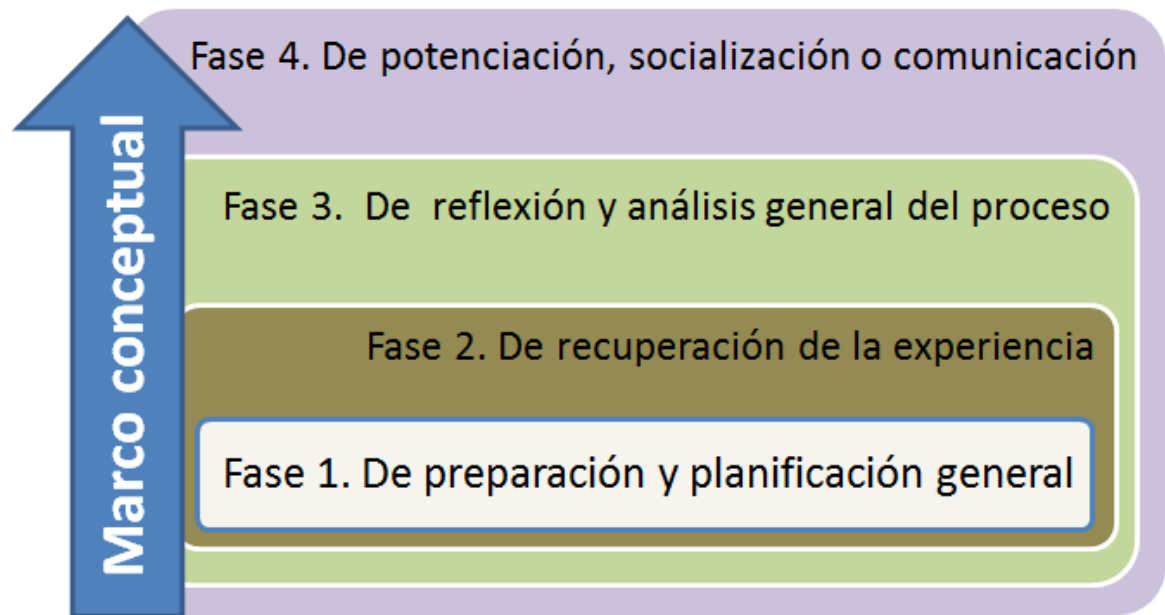 Fase 4. De potenciación, socialización o comunicación
Fase 3. De reflexión y análisis general del proceso
Fase 2. De recuperación de la experiencia
Fase 1. De preparación y planificación general
Marco conceptual